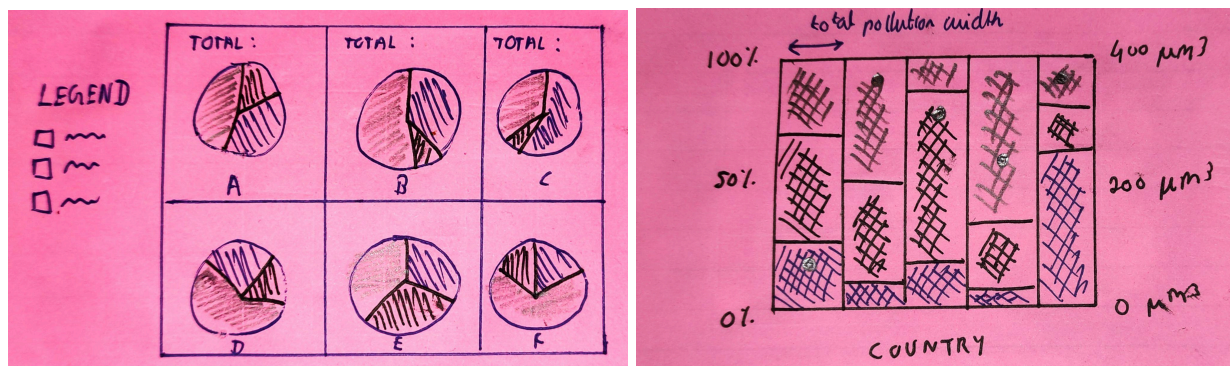 LEGEND
TOTAL :
TOTAL :
TOTAL :
A
B
C
D
E
F
total pollution width
100%
400 μm3
50%
200 μm3
0%
0 μm3
COUNTRY